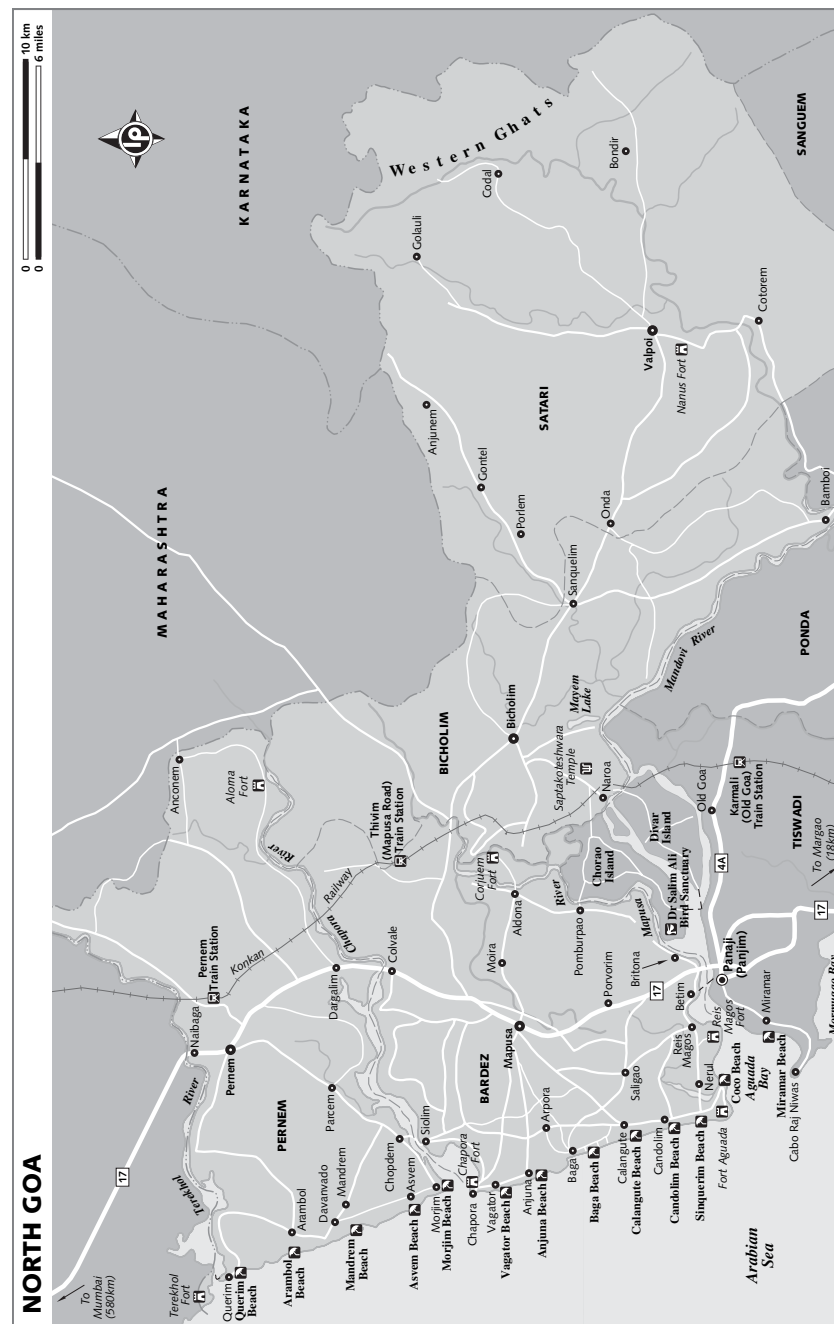 NORTH GOA
0
10 km
0
6 miles
lp
To
Mumbai
(580km)
17
MAHARASHTRA
KARNATAKA
Western Ghats
SANGUEM
Terekhol
Fort
Querim
Querim
Beach
Terekhol
River
Naibaga
Pernem
Pernem
Train Station
Konkan
Railway
Anconem
Aloma
Fort
River
Chapora
PERNEM
Arambol
Arambol
Beach
Davanvado
Mandrem
Mandrem
Beach
Parcem
Dargalim
Colvale
Chopdem
Siolim
Asvem
Asvem Beach
Morjim
Morjim Beach
Chapora
Chapora
Fort
Vagator
Vagator Beach
Anjuna
Anjuna Beach
Baga
Baga Beach
Arpora
Calangute
Calangute Beach
Candolim
Candolim Beach
Sinquerim Beach
Fort Aguada
Saligao
BARDEZ
Mapusa
Moira
Aldona
Corjuem
Fort
Thivim
(Mapusa Road)
Train Station
BICHOLIM
Bicholim
Mayem
Lake
Saptakoteshwara
Temple
Naroa
River
Mapusa
Pomburpao
Chorao
Island
Divar
Island
Dr Salim Ali
Bird Sanctuary
Britona
Porvorim
17
Betim
Reis
Magos
Reis
Magos
Fort
Nerul
Coco Beach
Aguada
Bay
Miramar Beach
Miramar
Cabo Raj Niwas
Panaji
(Panjim)
4A
Old Goa
Karmali
(Old Goa)
Train Station
TISWADI
To Margao
(18km)
17
Mormugao Bay
Arabian
Sea
Mandovi River
PONDA
Sanquelim
Onda
Porlem
Gontel
Anjunem
SATARI
Golauli
Codal
Bondir
Valpoi
Nanus Fort
Cotorem
Bamboi